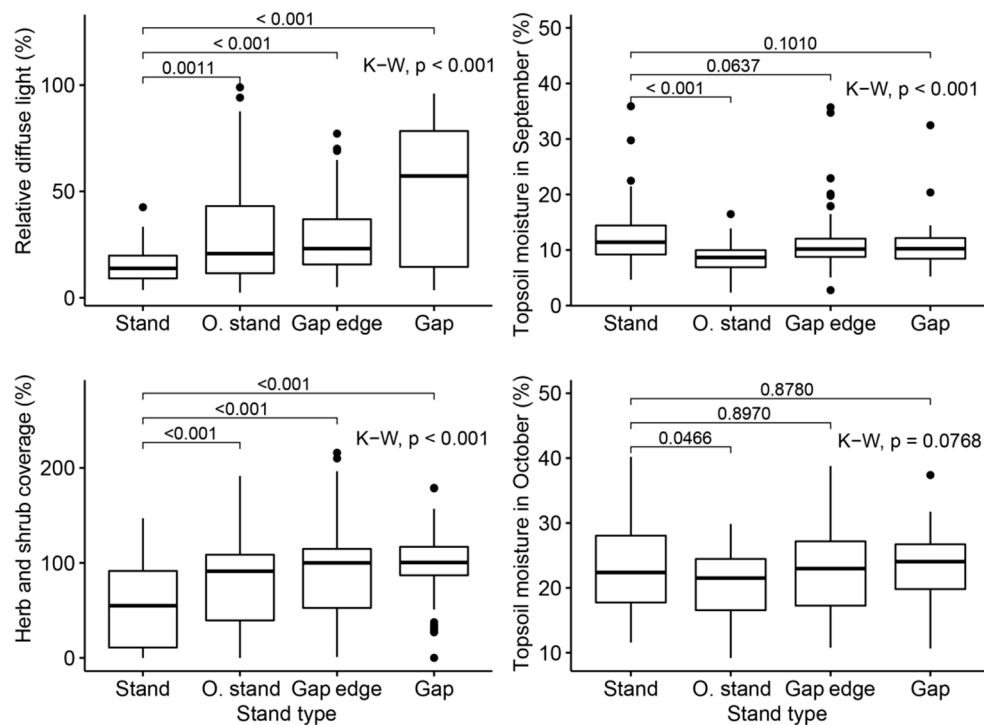 Relative diffuse light (%)
100
50
0
< 0.001
< 0.001
0.0011
K−W, p < 0.001
Stand O. stand Gap edge Gap
Topsoil moisture in September (%)
50
40
30
20
10
0
0.1010
0.0637
< 0.001
K−W, p < 0.001
Stand O. stand Gap edge Gap
Herb and shrub coverage (%)
200
100
0
<0.001
<0.001
<0.001
K−W, p < 0.001
Stand O. stand Gap edge Gap
Stand type
Topsoil moisture in October (%)
50
40
30
20
10
0.8780
0.8970
0.0466
K−W, p = 0.0768
Stand O. stand Gap edge Gap
Stand type